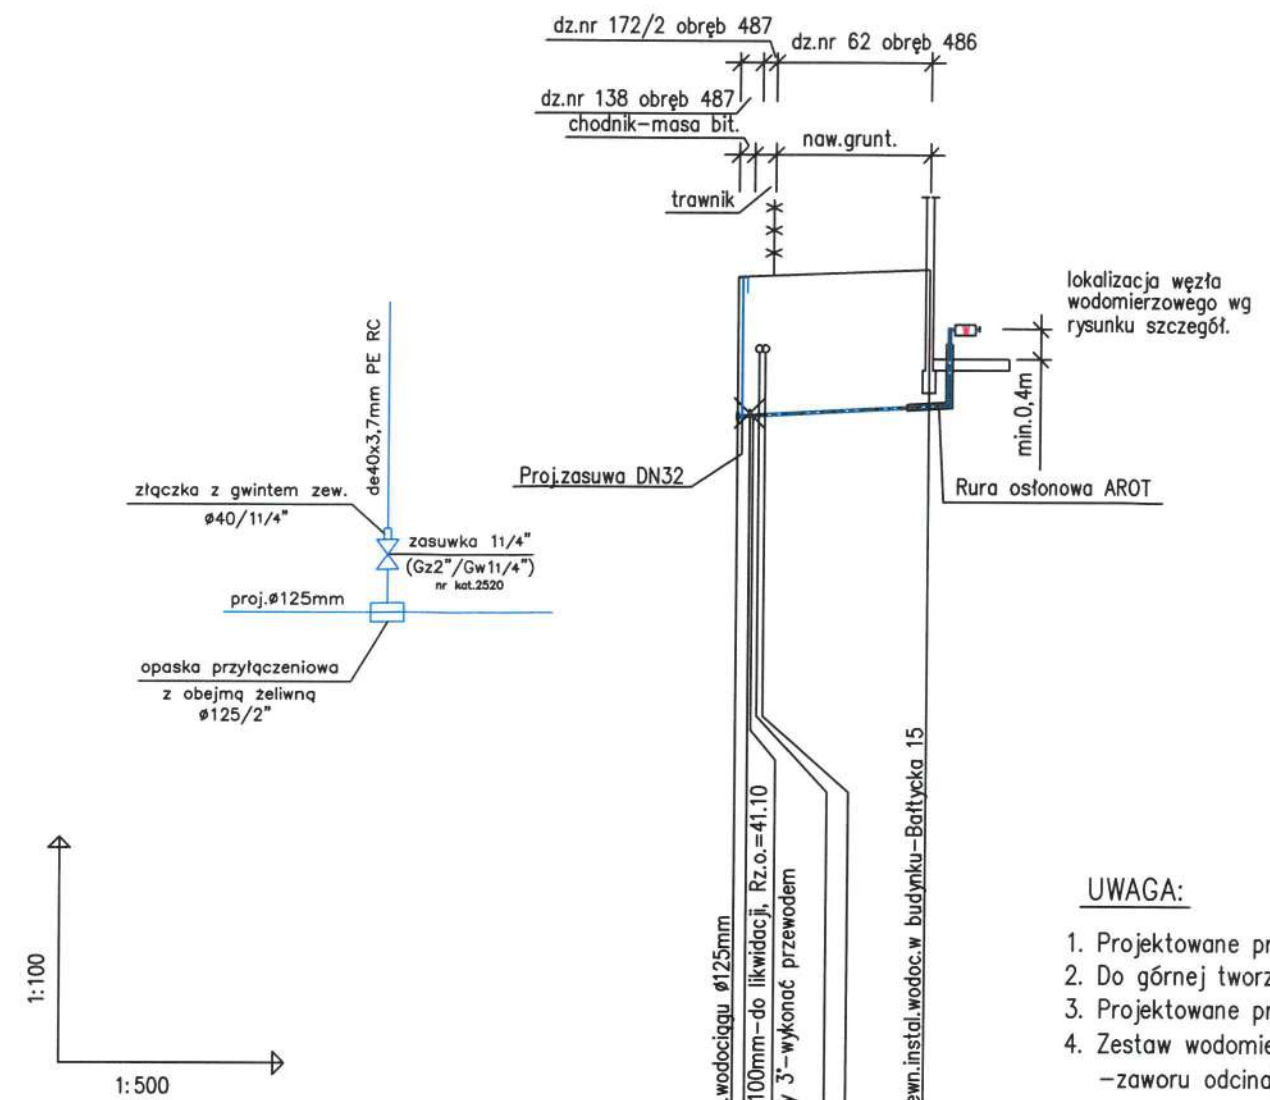 dz.nr 172/2 obręb 487
dz.nr 62 obręb 486
dz.nr 138 obręb 487
chodnik-masa bit.
naw.grunt.
trawnik
lokalizacja węzła
wodomierzowego wg
rysunku szczegół.
min.0,4m
Proj.zasuwa DN32
Rura osłonowa AROT
de40x3,7mm PE RC
złączka z gwintem zew.
ø40/11/4"
zasuwka 11/4"
(Gz2"/Gw11/4")
nr kat.2520
proj.ø125mm
opaska przyłączeniowa
z obejmą żeliwną
ø125/2"
1:100
1:500
.wodociągu Ø125mm
100mm-do likwidacji, Rz.o.=41.10
3"-wykonać przewodem
ewn.instal.wodoc.w budynku-Bałtycka 15
UWAGA:
1. Projektowane pr
2. Do górnej tworz
3. Projektowane pr
4. Zestaw wodomie
-zaworu odcina